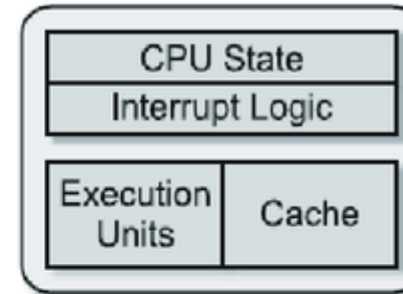 CPU State
Interrupt Logic
Execution
Units
Cache